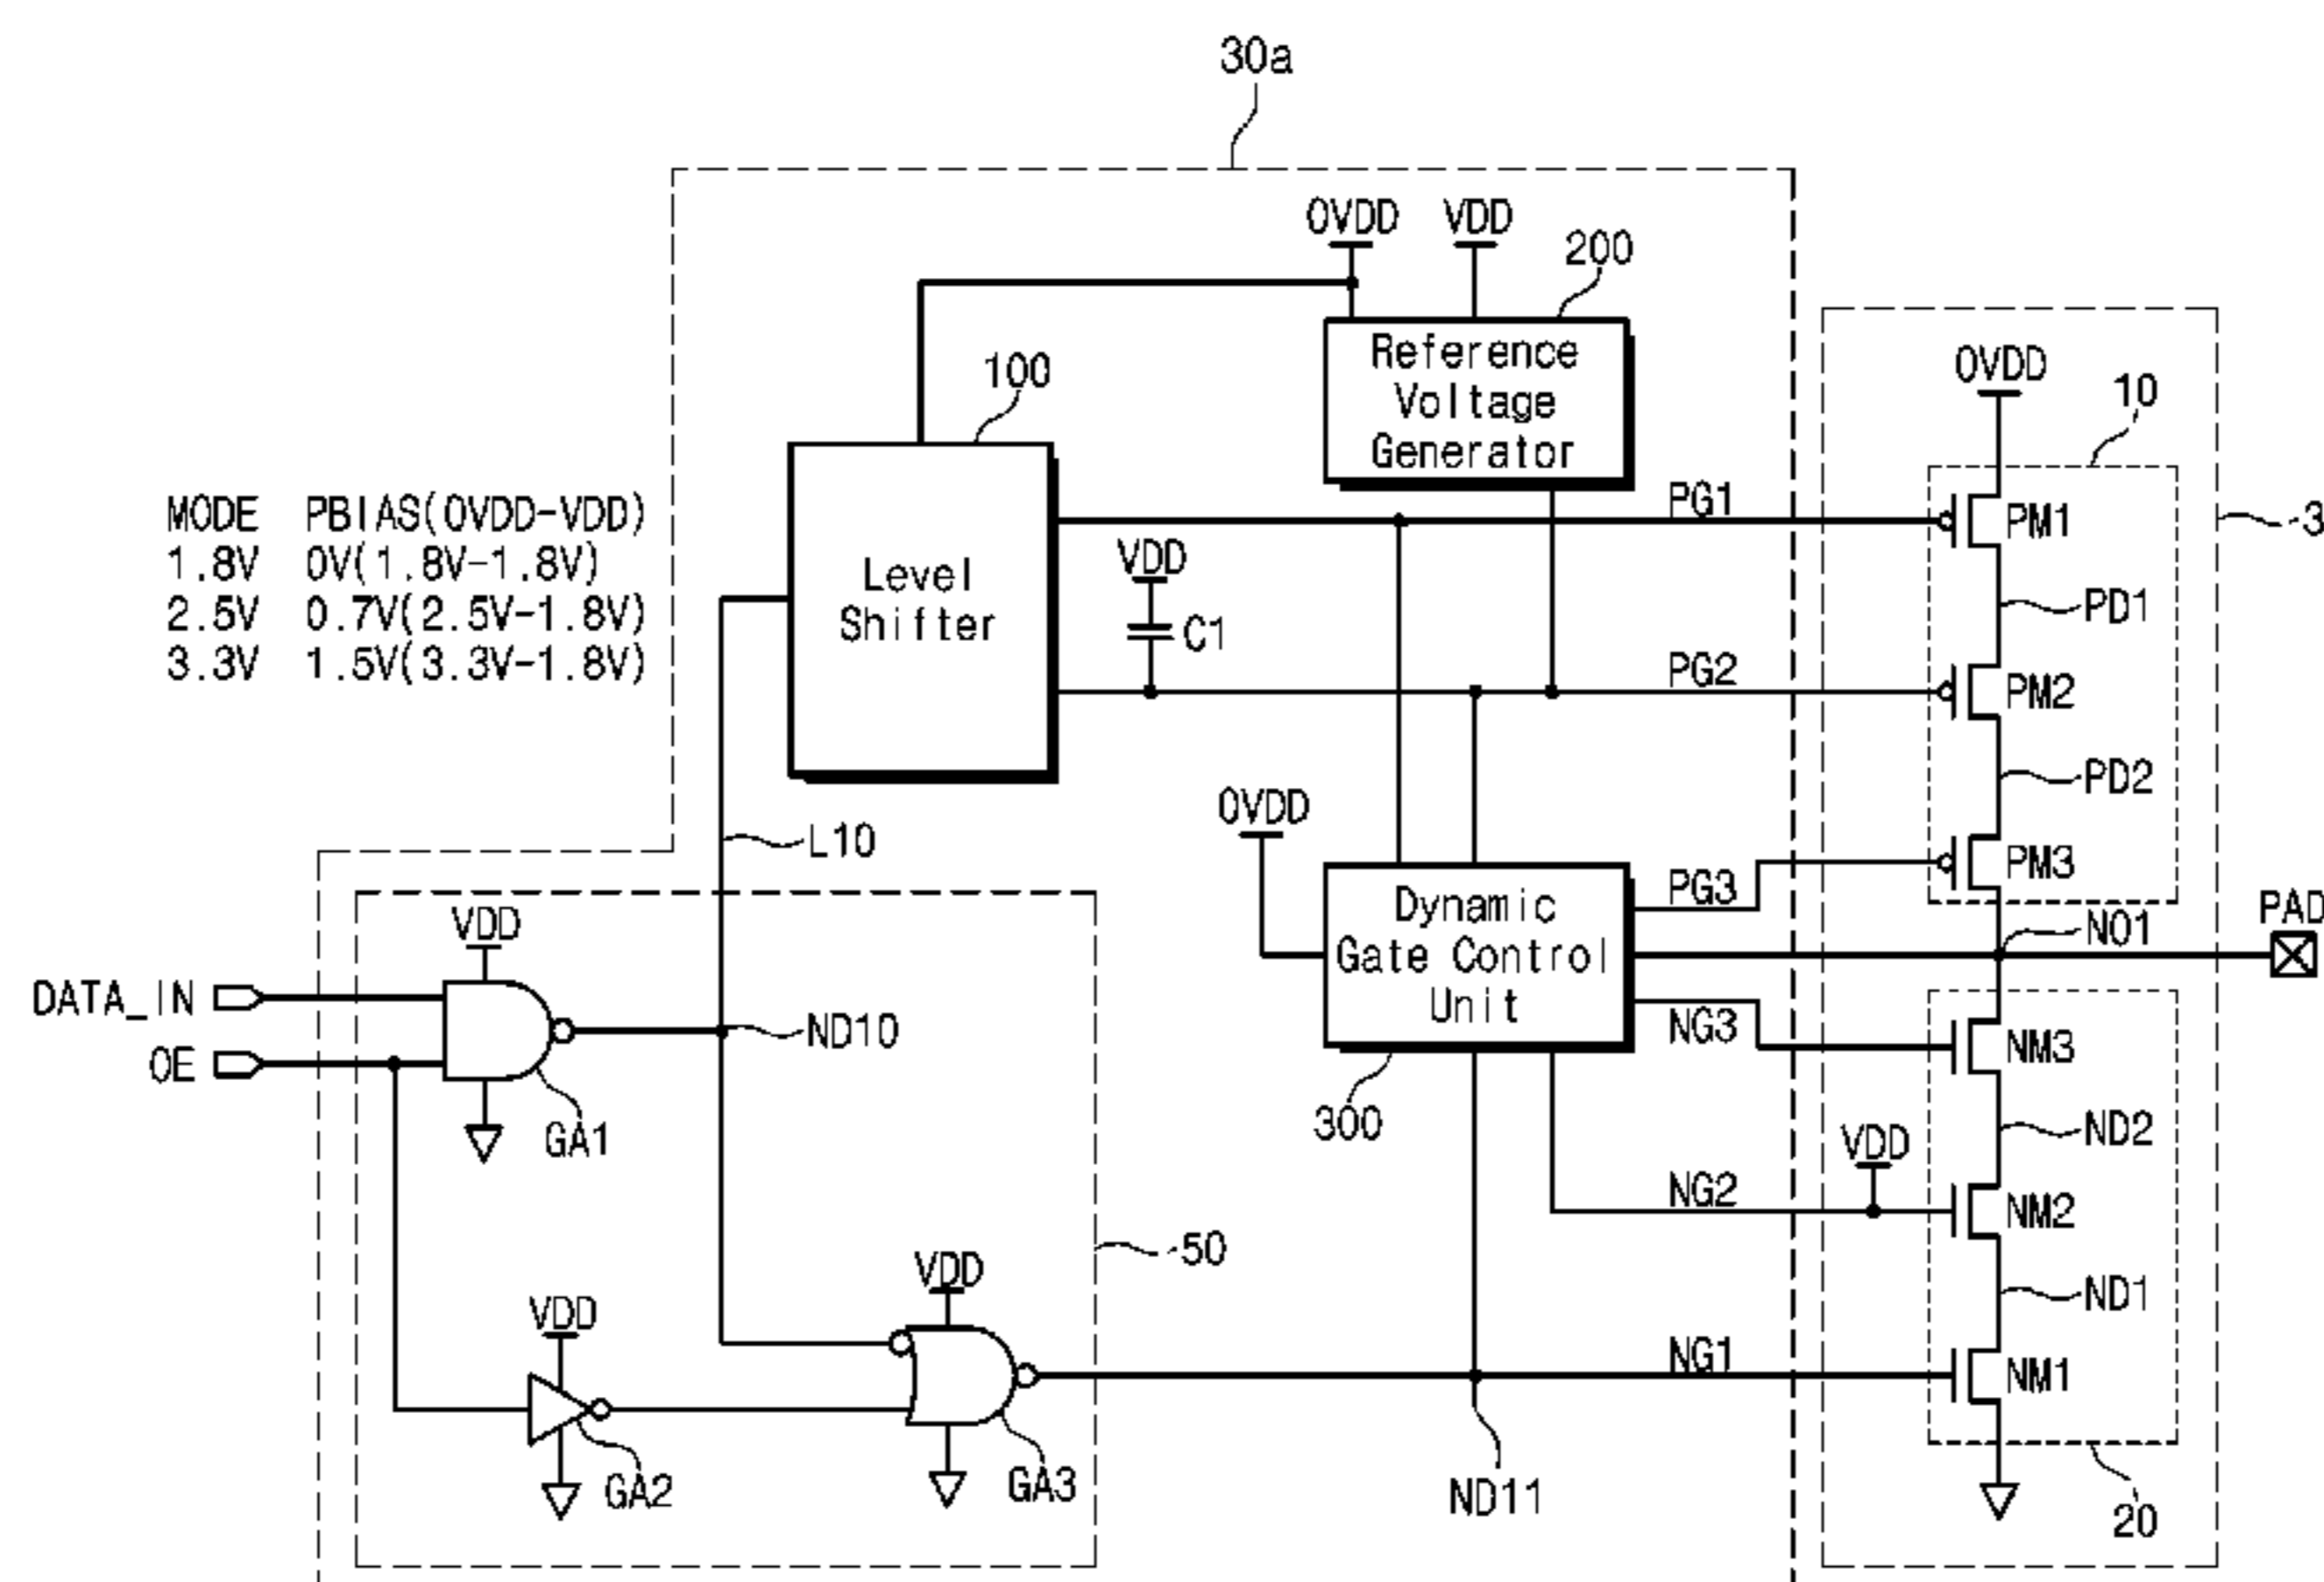 30a
OVDD VDD
200
Reference
Voltage
Generator
100
OVDD
10
MODE PBIAS(OVDD-VDD)
1.8V 0V(1.8V-1.8V)
2.5V 0.7V(2.5V-1.8V)
3.3V 1.5V(3.3V-1.8V)
Level
Shifter
VDD
C1
PG1
PM1
3
PD1
PG2
PM2
PD2
OVDD
L10
Dynamic
Gate Control
Unit
PG3
PM3
NO1
PAD
VDD
DATA_IN
OE
ND10
GA1
NG3
NM3
300
ND2
VDD
NG2
NM2
50
VDD
VDD
ND1
NG1
NM1
GA2
GA3
ND11
20